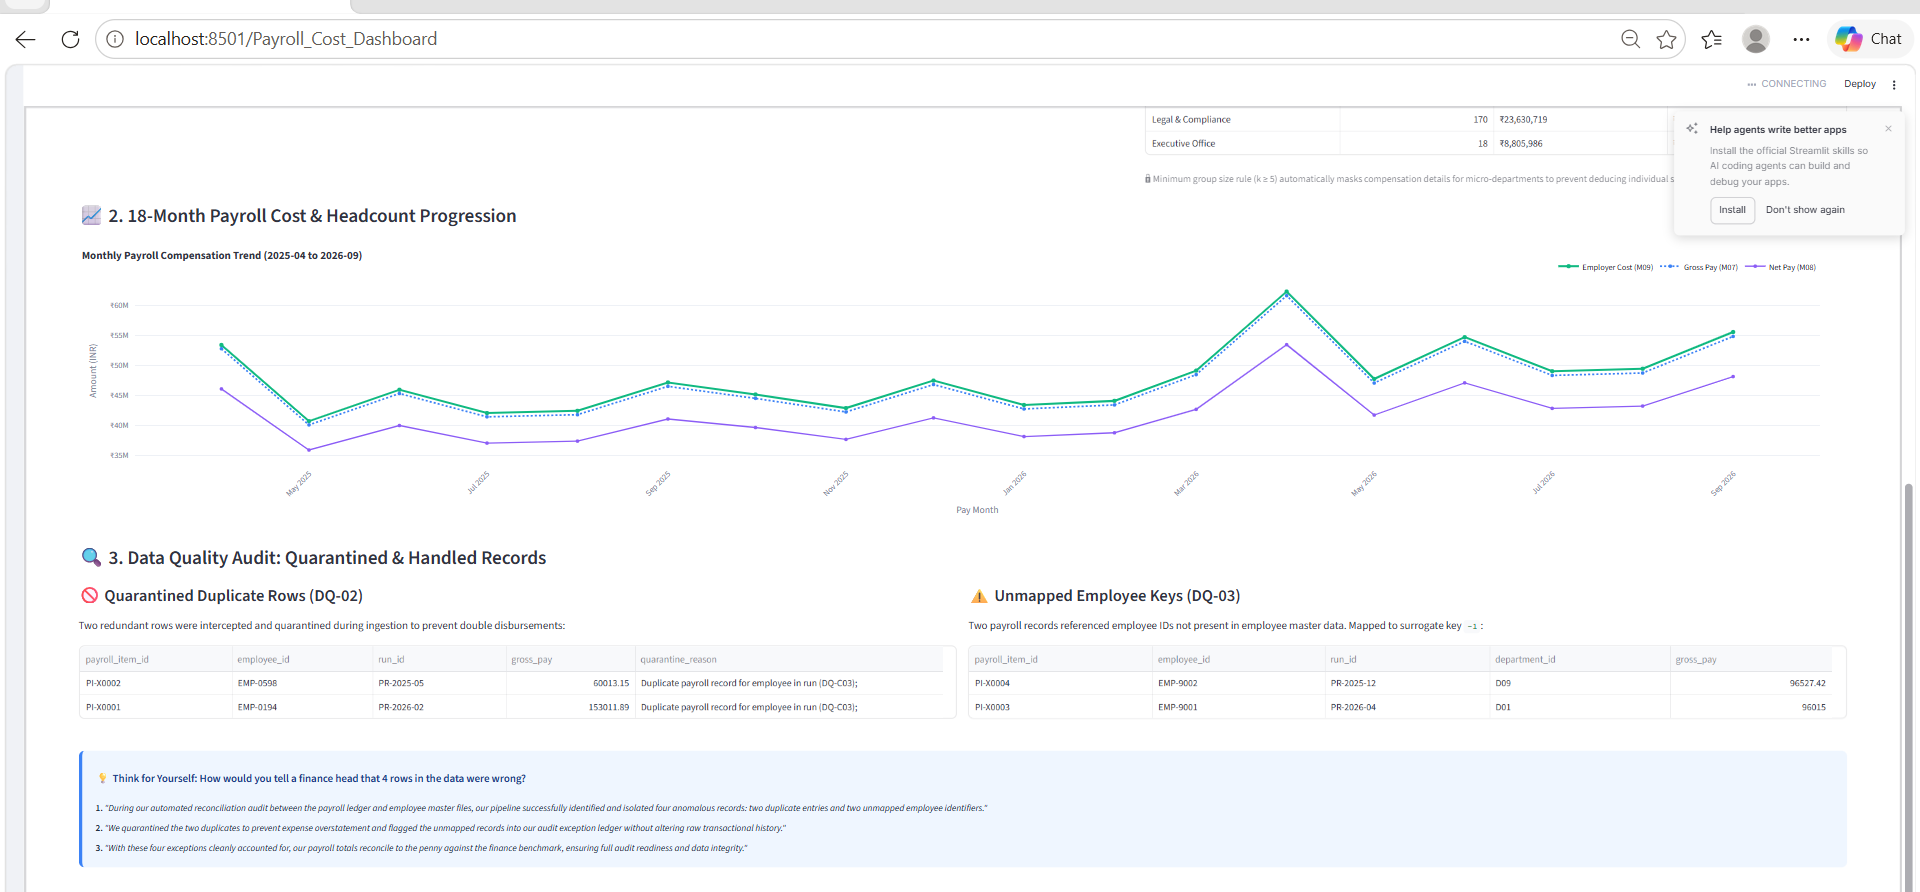 localhost:8501/Payroll_Cost_Dashboard
Chat
CONNECTING
Deploy
Legal & Compliance 170 ₹23,630,719
Executive Office 18 ₹8,805,986
Minimum group size rule (k ≥ 5) automatically masks compensation details for micro-departments to prevent deducing individual s
Help agents write better apps
Install the official Streamlit skills so
AI coding agents can build and
debug your apps.
Install Don't show again
2. 18-Month Payroll Cost & Headcount Progression
Monthly Payroll Compensation Trend (2025-04 to 2026-09)
Employer Cost (M09) Gross Pay (M07) Net Pay (M08)
Amount (INR)
₹60M
₹55M
₹50M
₹45M
₹40M
₹35M
May 2025 Jul 2025 Sep 2025 Nov 2025 Jan 2026 Mar 2026 May 2026 Jul 2026 Sep 2026
Pay Month
3. Data Quality Audit: Quarantined & Handled Records
Quarantined Duplicate Rows (DQ-02)
Two redundant rows were intercepted and quarantined during ingestion to prevent double disbursements:
payroll_item_id employee_id run_id gross_pay quarantine_reason
PI-X0002 EMP-0598 PR-2025-05 60013.15 Duplicate payroll record for employee in run (DQ-C03);
PI-X0001 EMP-0194 PR-2026-02 153011.89 Duplicate payroll record for employee in run (DQ-C03);
Unmapped Employee Keys (DQ-03)
Two payroll records referenced employee IDs not present in employee master data. Mapped to surrogate key -1 :
payroll_item_id employee_id run_id department_id gross_pay
PI-X0004 EMP-9002 PR-2025-12 D09 96527.42
PI-X0003 EMP-9001 PR-2026-04 D01 96015
Think for Yourself: How would you tell a finance head that 4 rows in the data were wrong?
1. "During our automated reconciliation audit between the payroll ledger and employee master files, our pipeline successfully identified and isolated four anomalous records: two duplicate entries and two unmapped employee identifiers."
2. "We quarantined the two duplicates to prevent expense overstatement and flagged the unmapped records into our audit exception ledger without altering raw transactional history."
3. "With these four exceptions cleanly accounted for, our payroll totals reconcile to the penny against the finance benchmark, ensuring full audit readiness and data integrity."